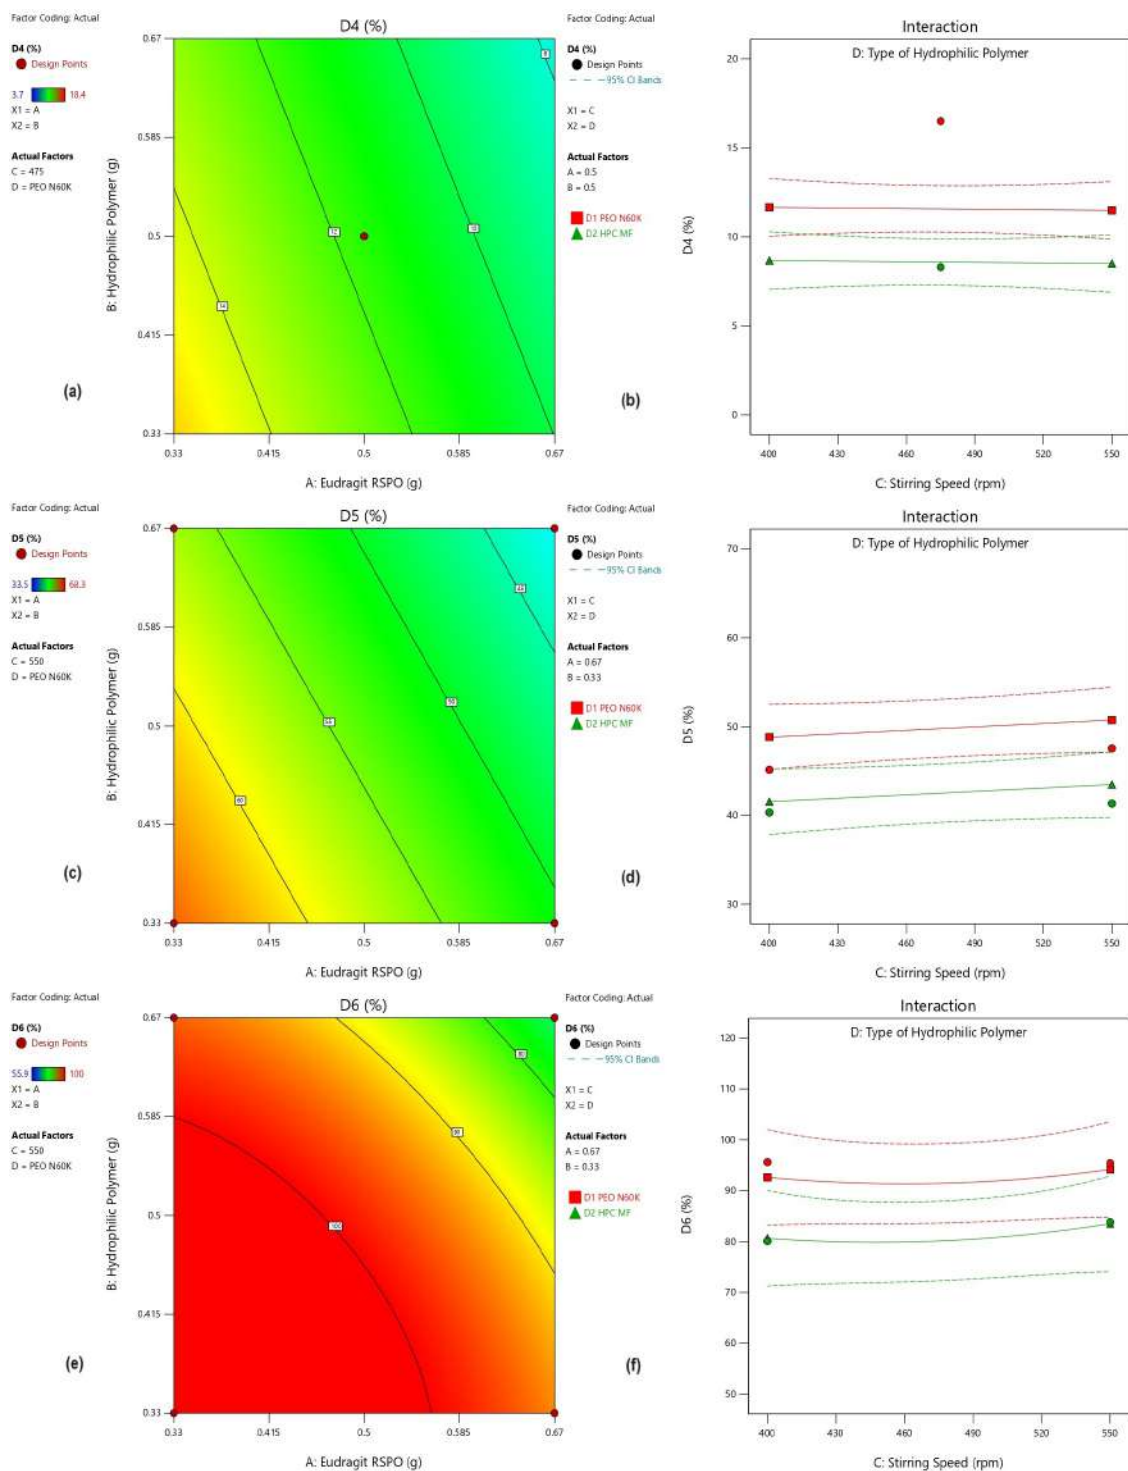 Factor Coding: Actual
D4 (%)
Design Points
3.7 18.4
X1 = A
X2 = B
Actual Factors
C = 475
D = PEO N60K
(a)
D4 (%)
B: Hydrophilic Polymer (g)
0.67
0.585
0.5
0.415
0.33
14
12
10
0.33 0.415 0.5 0.585 0.67
A: Eudragit RSPO (g)
Factor Coding: Actual
D4 (%)
Design Points
95% CI Bands
X1 = C
X2 = D
Actual Factors
A = 0.5
B = 0.5
D1 PEO N60K
D2 HPC MF
(b)
Interaction
D: Type of Hydrophilic Polymer
D4 (%)
20
15
10
5
0
400 430 460 490 520 550
C: Stirring Speed (rpm)
Factor Coding: Actual
D5 (%)
Design Points
33.5 68.3
X1 = A
X2 = B
Actual Factors
C = 550
D = PEO N60K
(c)
D5 (%)
B: Hydrophilic Polymer (g)
0.67
0.585
0.5
0.415
0.33
60
55
50
45
0.33 0.415 0.5 0.585 0.67
A: Eudragit RSPO (g)
Factor Coding: Actual
D5 (%)
Design Points
95% CI Bands
X1 = C
X2 = D
Actual Factors
A = 0.67
B = 0.33
D1 PEO N60K
D2 HPC MF
(d)
Interaction
D: Type of Hydrophilic Polymer
D5 (%)
70
60
50
40
30
400 430 460 490 520 550
C: Stirring Speed (rpm)
Factor Coding: Actual
D6 (%)
Design Points
55.9 100
X1 = A
X2 = B
Actual Factors
C = 550
D = PEO N60K
(e)
D6 (%)
B: Hydrophilic Polymer (g)
0.67
0.585
0.5
0.415
0.33
100
90
80
0.33 0.415 0.5 0.585 0.67
A: Eudragit RSPO (g)
Factor Coding: Actual
D6 (%)
Design Points
95% CI Bands
X1 = C
X2 = D
Actual Factors
A = 0.67
B = 0.33
D1 PEO N60K
D2 HPC MF
(f)
Interaction
D: Type of Hydrophilic Polymer
D6 (%)
120
110
100
90
80
70
60
50
400 430 460 490 520 550
C: Stirring Speed (rpm)